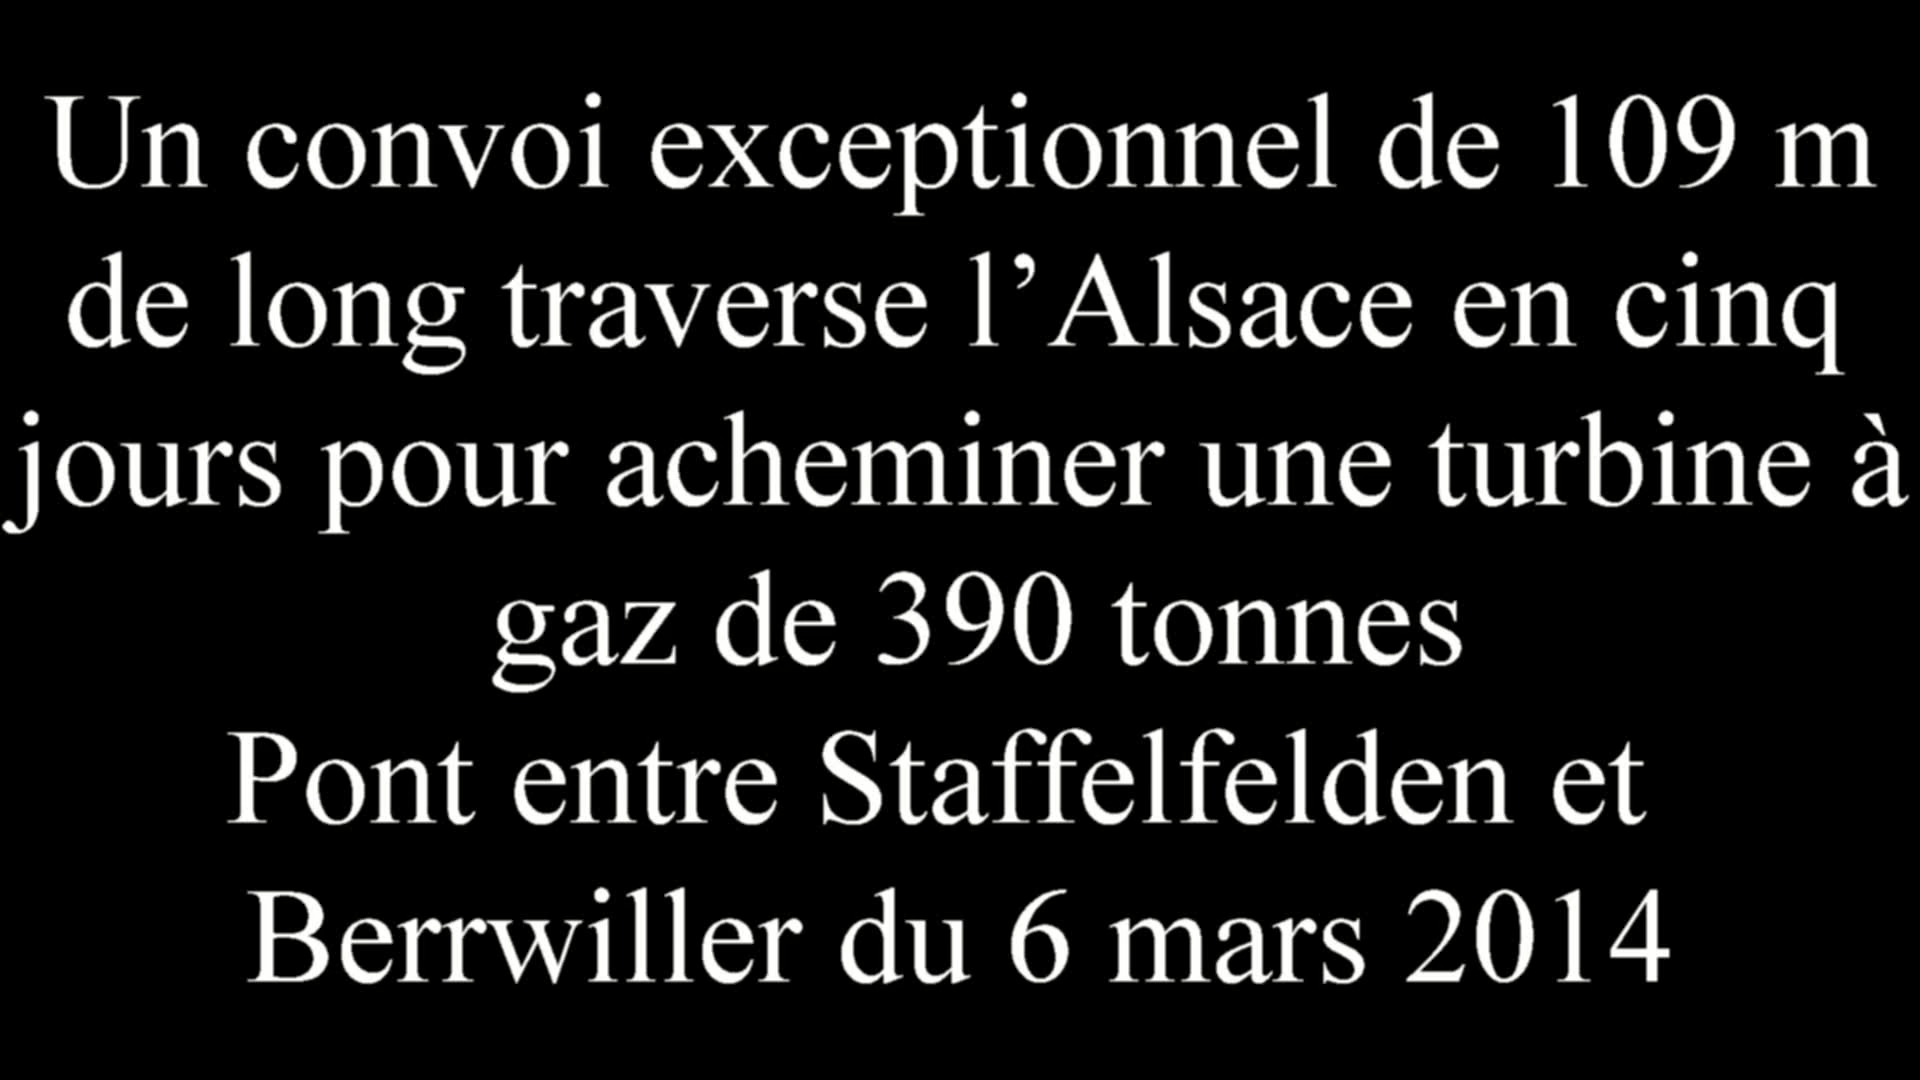 Un convoi exceptionnel de 109 m
de long traverse l’Alsace en cinq
jours pour acheminer une turbine à
gaz de 390 tonnes
Pont entre Staffelfelden et
Berrwiller du 6 mars 2014